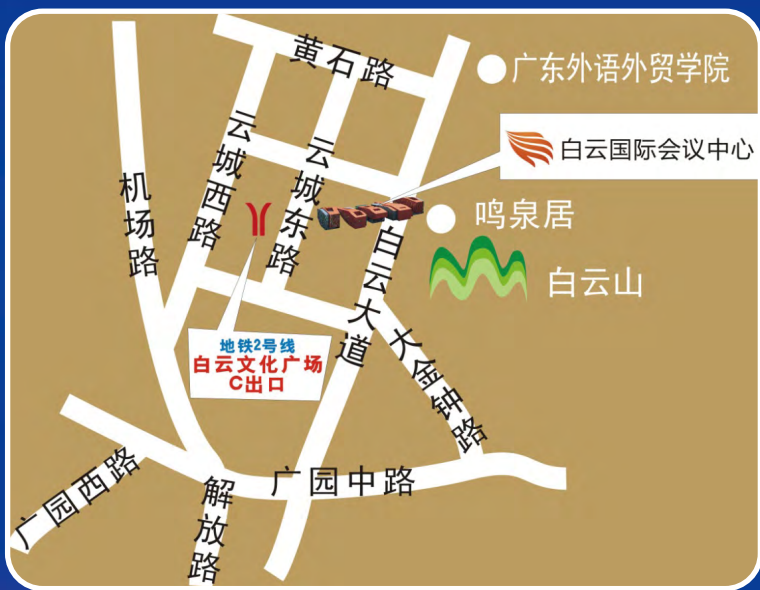 黄石路
广东外语外贸学院
白云国际会议中心
云城西路
云城东路
机场路
鸣泉居
白云大道
白云山
地铁2号线
白云文化广场
C出口
大金钟路
广园西路
解放路
广园中路